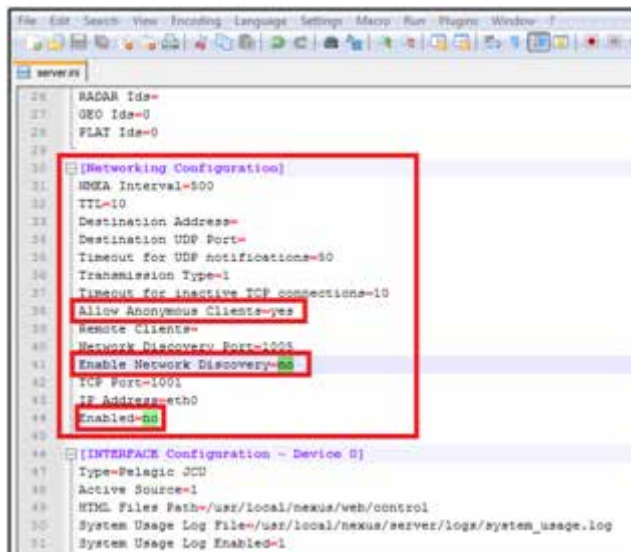 File Edit Search View Encoding Language Settings Macro Run Plugins Window ?
server.ini
26 RADAR Ids=
27 GEO Ids=0
28 PLAT Ids=0
29
30 [Networking Configuration]
31 NMEA Interval=500
32 TTL=10
33 Destination Address=
34 Destination UDP Port=
35 Timeout for UDP notifications=50
36 Transmission Type=1
37 Timeout for inactive TCP connections=10
38 Allow Anonymous Clients=yes
39 Remote Clients=
40 Network Discovery Port=1005
41 Enable Network Discovery=no
42 TCP Port=1001
43 IP Address=eth0
44 Enabled=no
45
46 [INTERFACE Configuration - Device 0]
47 Type=Pelagic JCU
48 Active Source=1
49 HTML Files Path=/usr/local/nexus/web/control
50 System Usage Log File=/usr/local/nexus/server/logs/system_usage.log
51 System Usage Log Enabled=1